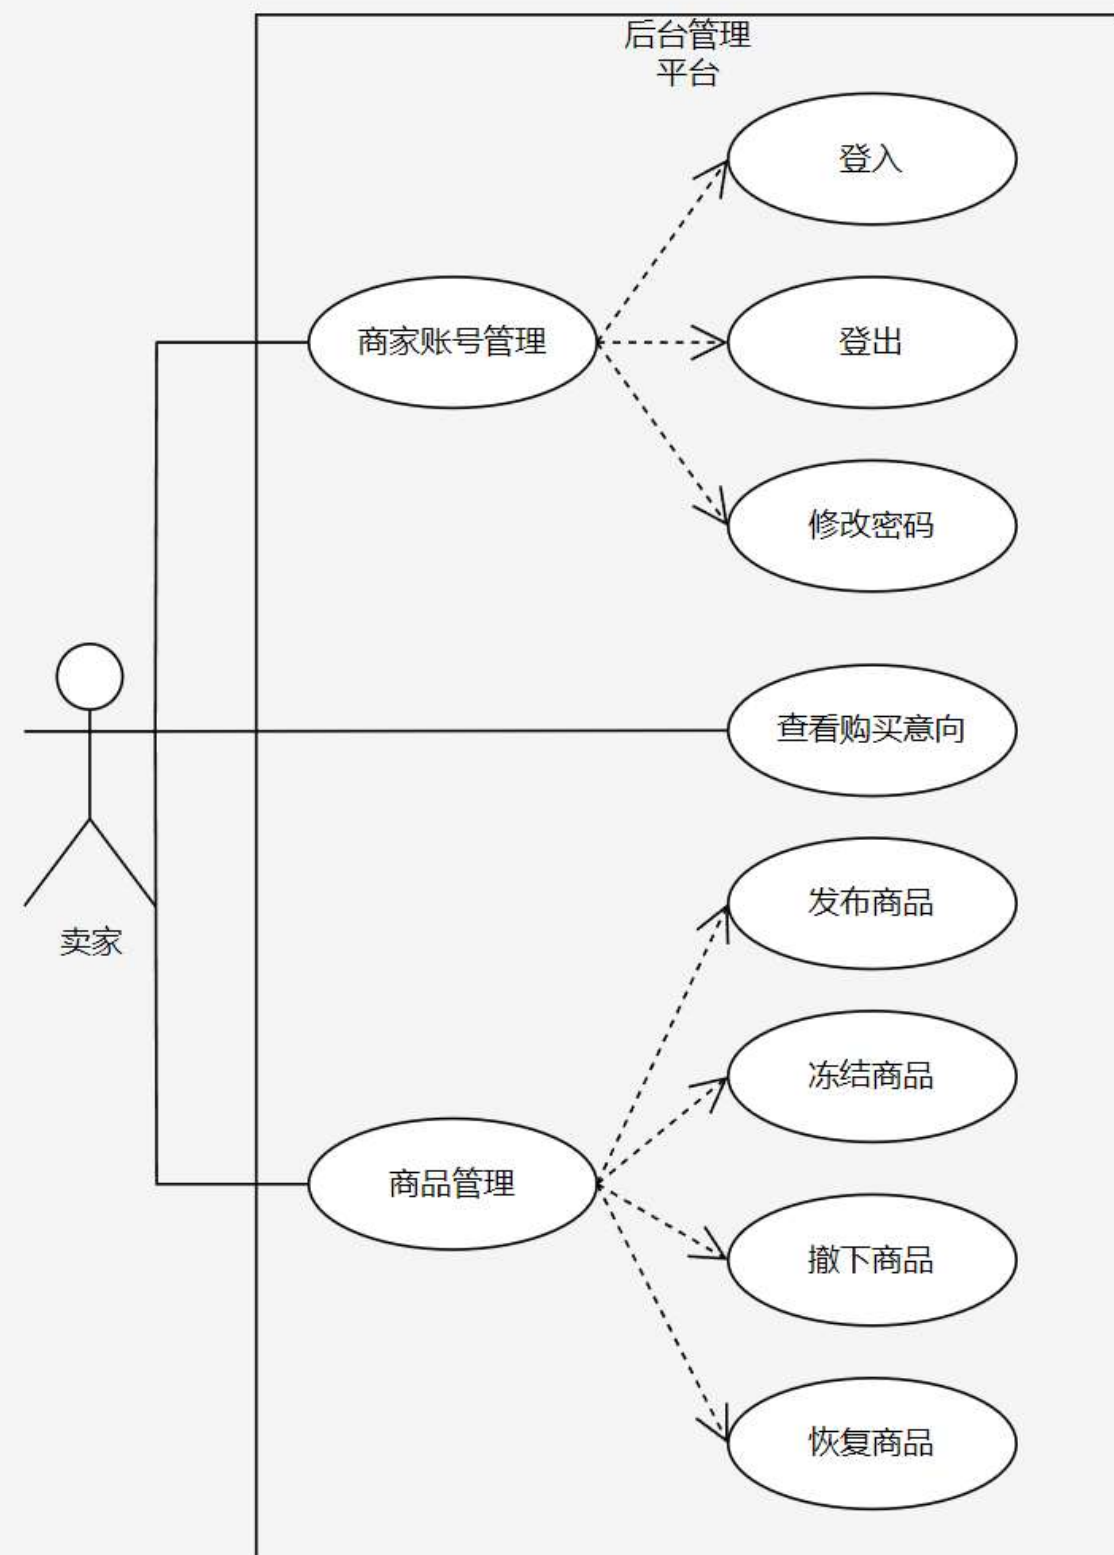 后台管理
平台
登入
商家账号管理
登出
修改密码
查看购买意向
发布商品
卖家
冻结商品
商品管理
撤下商品
恢复商品